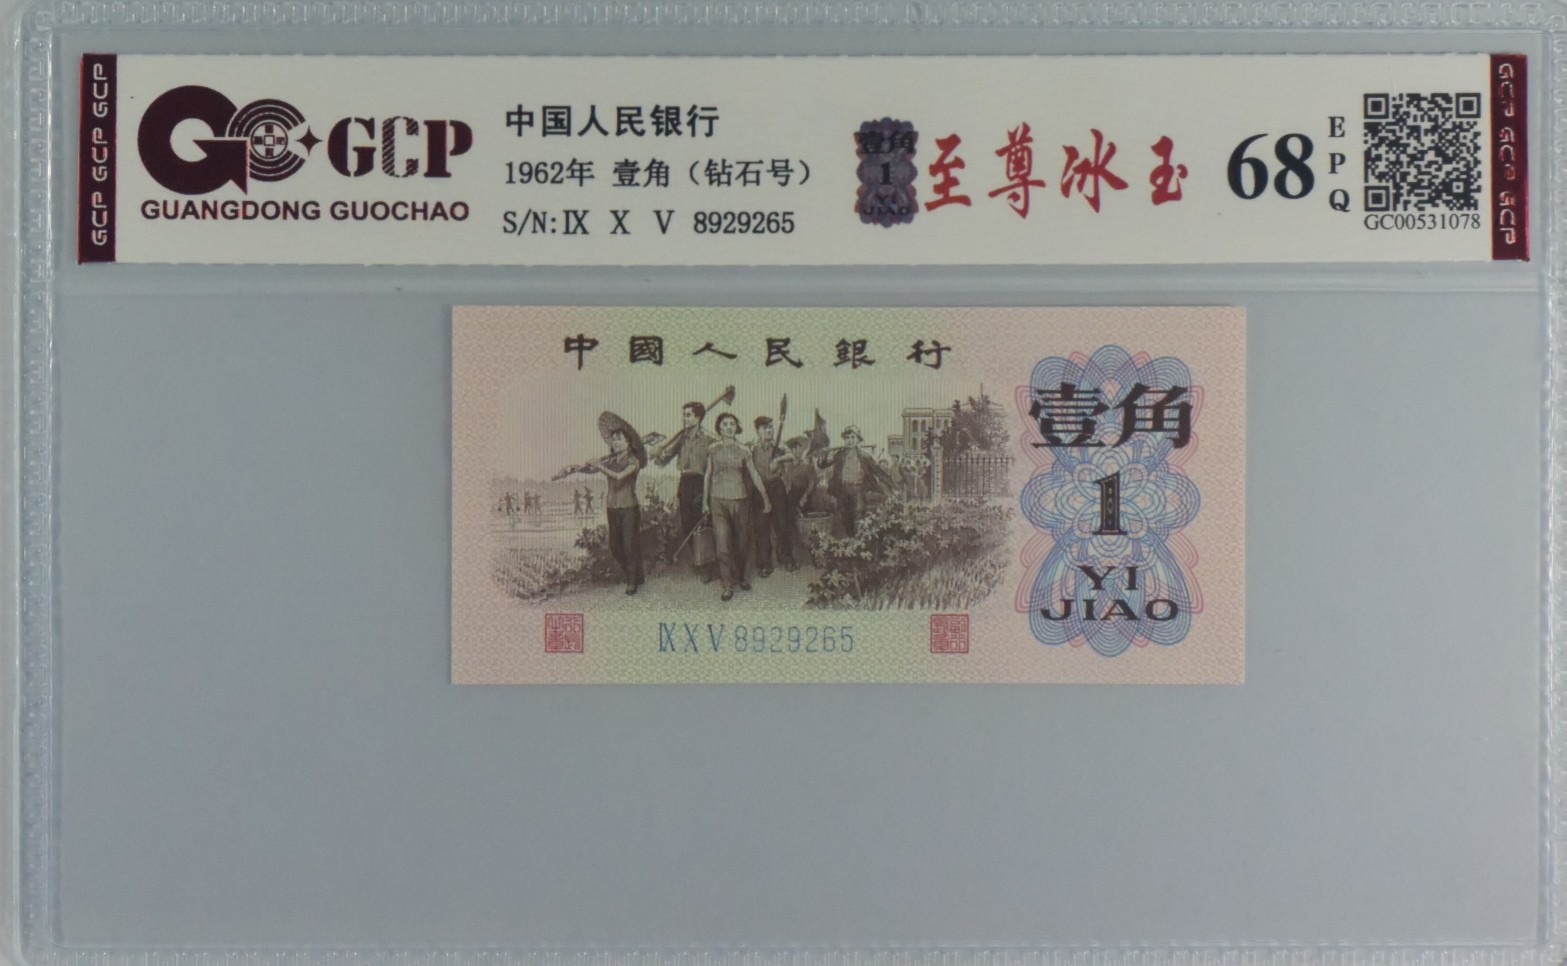 GCP GCP GCP
GCP
GUANGDONG GUOCHAO
中国人民银行
1962年 壹角（钻石号）
S/N:Ⅸ Ⅹ Ⅴ 8929265
壹角
1
YI
JIAO
至尊冰玉
68
E
P
Q
GC00531078
GCP GCP GCP
中國人民銀行
壹角
1
YI
JIAO
ⅨⅩⅤ8929265